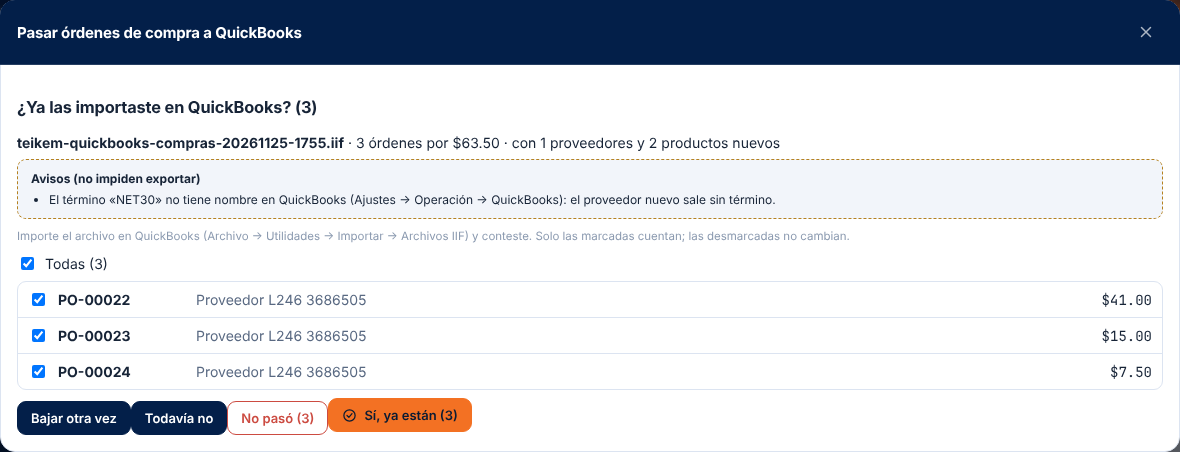 Pasar órdenes de compra a QuickBooks
¿Ya las importaste en QuickBooks? (3)
teikem-quickbooks-compras-20261125-1755.iif · 3 órdenes por $63.50 · con 1 proveedores y 2 productos nuevos
Avisos (no impiden exportar)
• El término «NET30» no tiene nombre en QuickBooks (Ajustes → Operación → QuickBooks): el proveedor nuevo sale sin término.
Importe el archivo en QuickBooks (Archivo → Utilidades → Importar → Archivos IIF) y conteste. Solo las marcadas cuentan; las desmarcadas no cambian.
Todas (3)
PO-00022 Proveedor L246 3686505 $41.00
PO-00023 Proveedor L246 3686505 $15.00
PO-00024 Proveedor L246 3686505 $7.50
Bajar otra vez Todavía no No pasó (3) Sí, ya están (3)